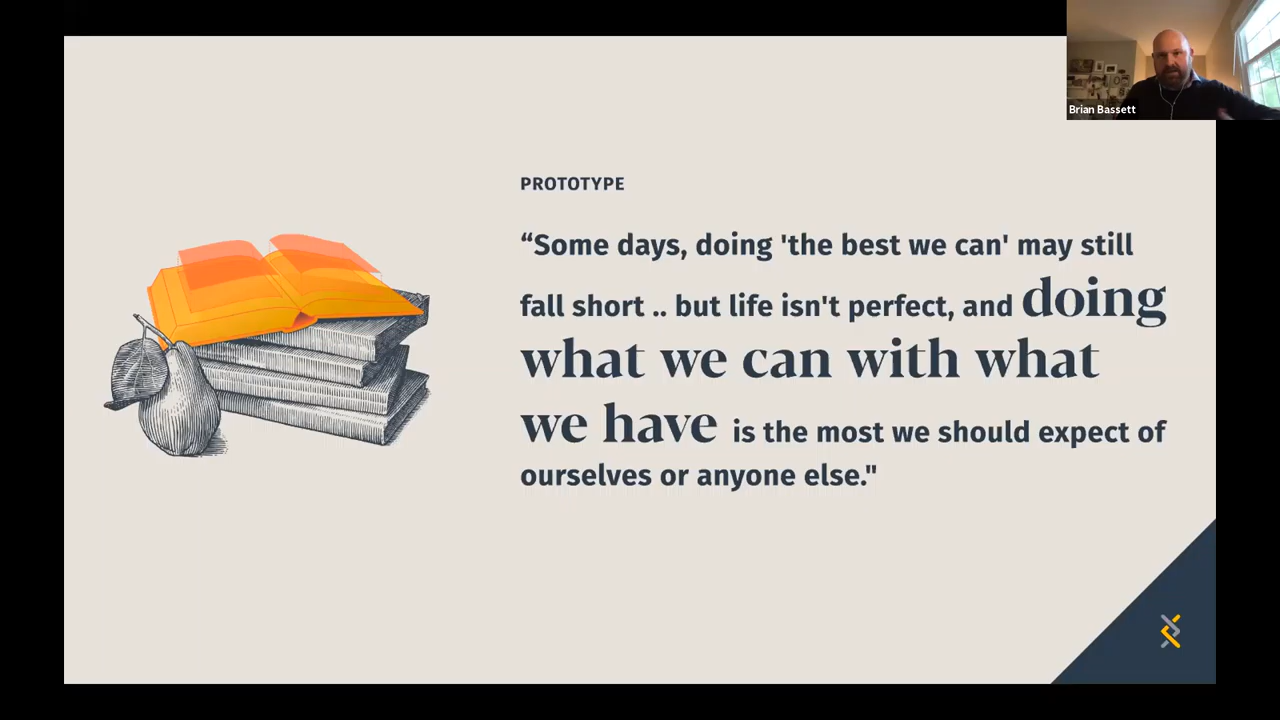 Brian Bassett
PROTOTYPE
“Some days, doing 'the best we can' may still
fall short .. but life isn't perfect, and doing
what we can with what
we have is the most we should expect of
ourselves or anyone else."